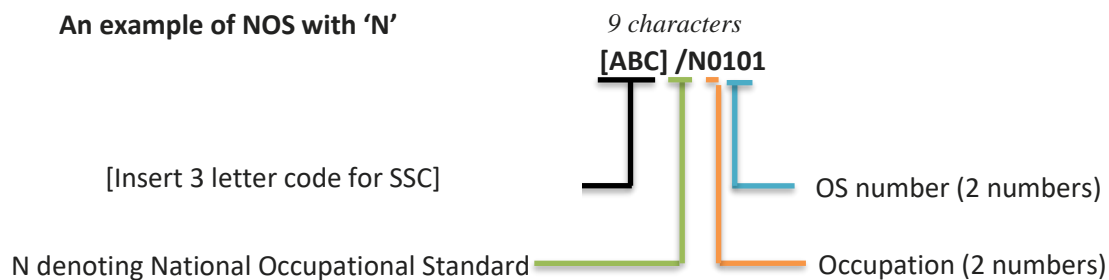 An example of NOS with ‘N’
9 characters
[ABC] /N0101
[Insert 3 letter code for SSC]
OS number (2 numbers)
N denoting National Occupational Standard
Occupation (2 numbers)